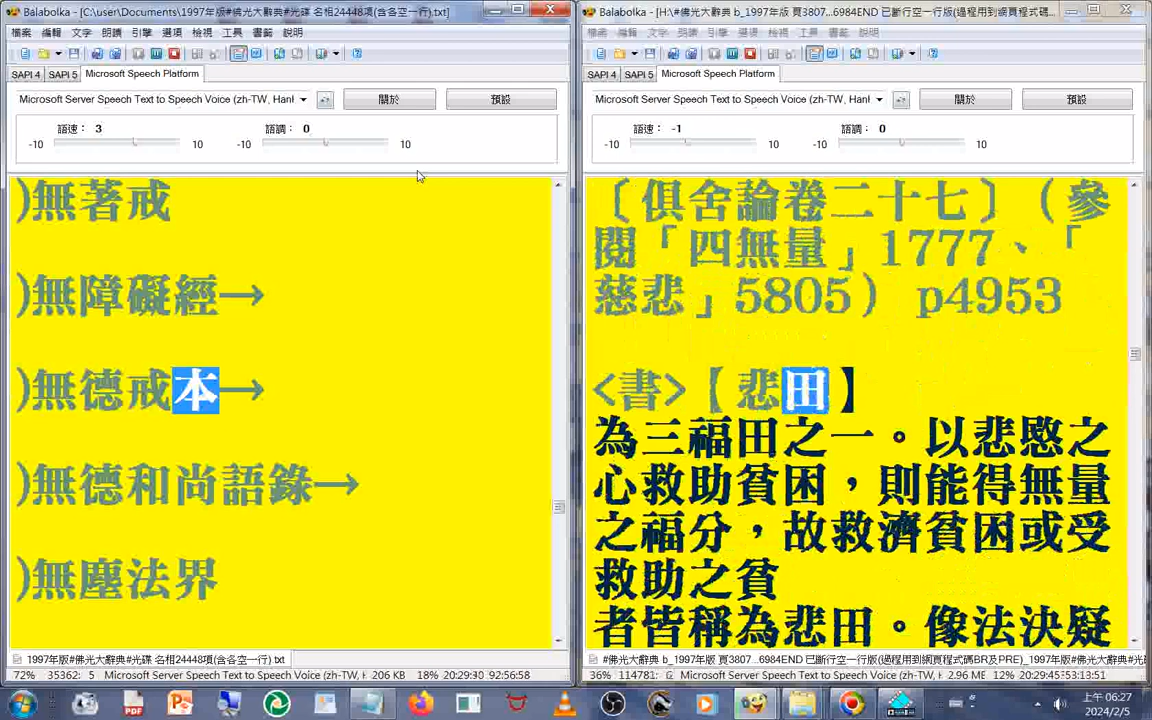 Balabolka - [C:\user\Documents\1997年版#佛光大辭典#光碟 名相24448項(含各空一行).txt]
檔案 編輯 文字 朗讀 引擎 選項 檢視 工具 書籤 說明
SAPI 4 SAPI 5 Microsoft Speech Platform
Microsoft Server Speech Text to Speech Voice (zh-TW, Han 關於 預設
語速： 3 語調： 0
-10 10 -10 10
)無著戒
)無障礙經→
)無德戒本→
)無德和尚語錄→
)無塵法界
1997年版#佛光大辭典#光碟 名相24448項(含各空一行).txt
72% 35362: 5 Microsoft Server Speech Text to Speech Voice (zh-TW, H 206 KB 18% 20:29:30 92:56:58
Balabolka - [H:\#佛光大辭典 b_1997年版 頁3807...6984END 已斷行空一行版(過程用到網頁程式碼...
檔案 編輯 文字 朗讀 引擎 選項 檢視 工具 書籤 說明
SAPI 4 SAPI 5 Microsoft Speech Platform
Microsoft Server Speech Text to Speech Voice (zh-TW, Han 關於 預設
語速： -1 語調： 0
-10 10 -10 10
〔俱舍論卷二十七〕（參
閱「四無量」1777、「
慈悲」5805） p4953
<書>【悲田】
為三福田之一。以悲愍之
心救助貧困，則能得無量
之福分，故救濟貧困或受
救助之貧
者皆稱為悲田。像法決疑
#佛光大辭典 b_1997年版 頁3807...6984END 已斷行空一行版(過程用到網頁程式碼BR及PRE)_1997年版#光
36% 114781: Microsoft Server Speech Text to Speech Voice (zh-TW, H 2.96 ME 12% 20:29:45 53:13:51
上午 06:27
2024/2/5